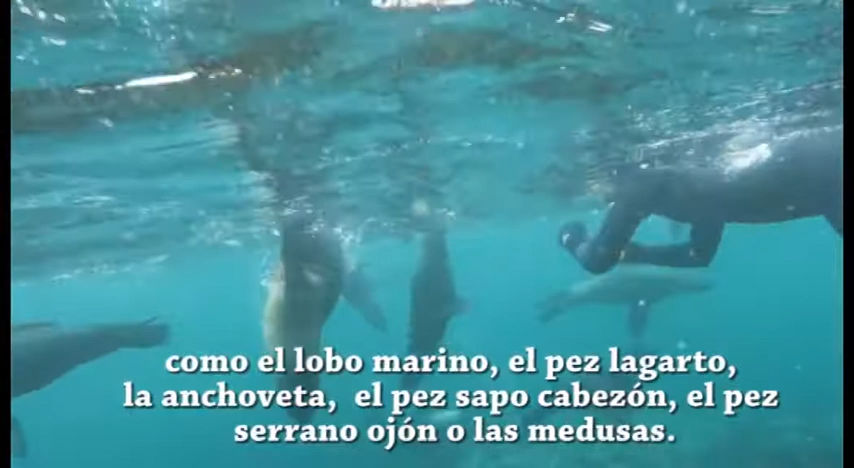 como el lobo marino, el pez lagarto,
la anchoveta, el pez sapo cabezón, el pez
serrano ojón o las medusas.